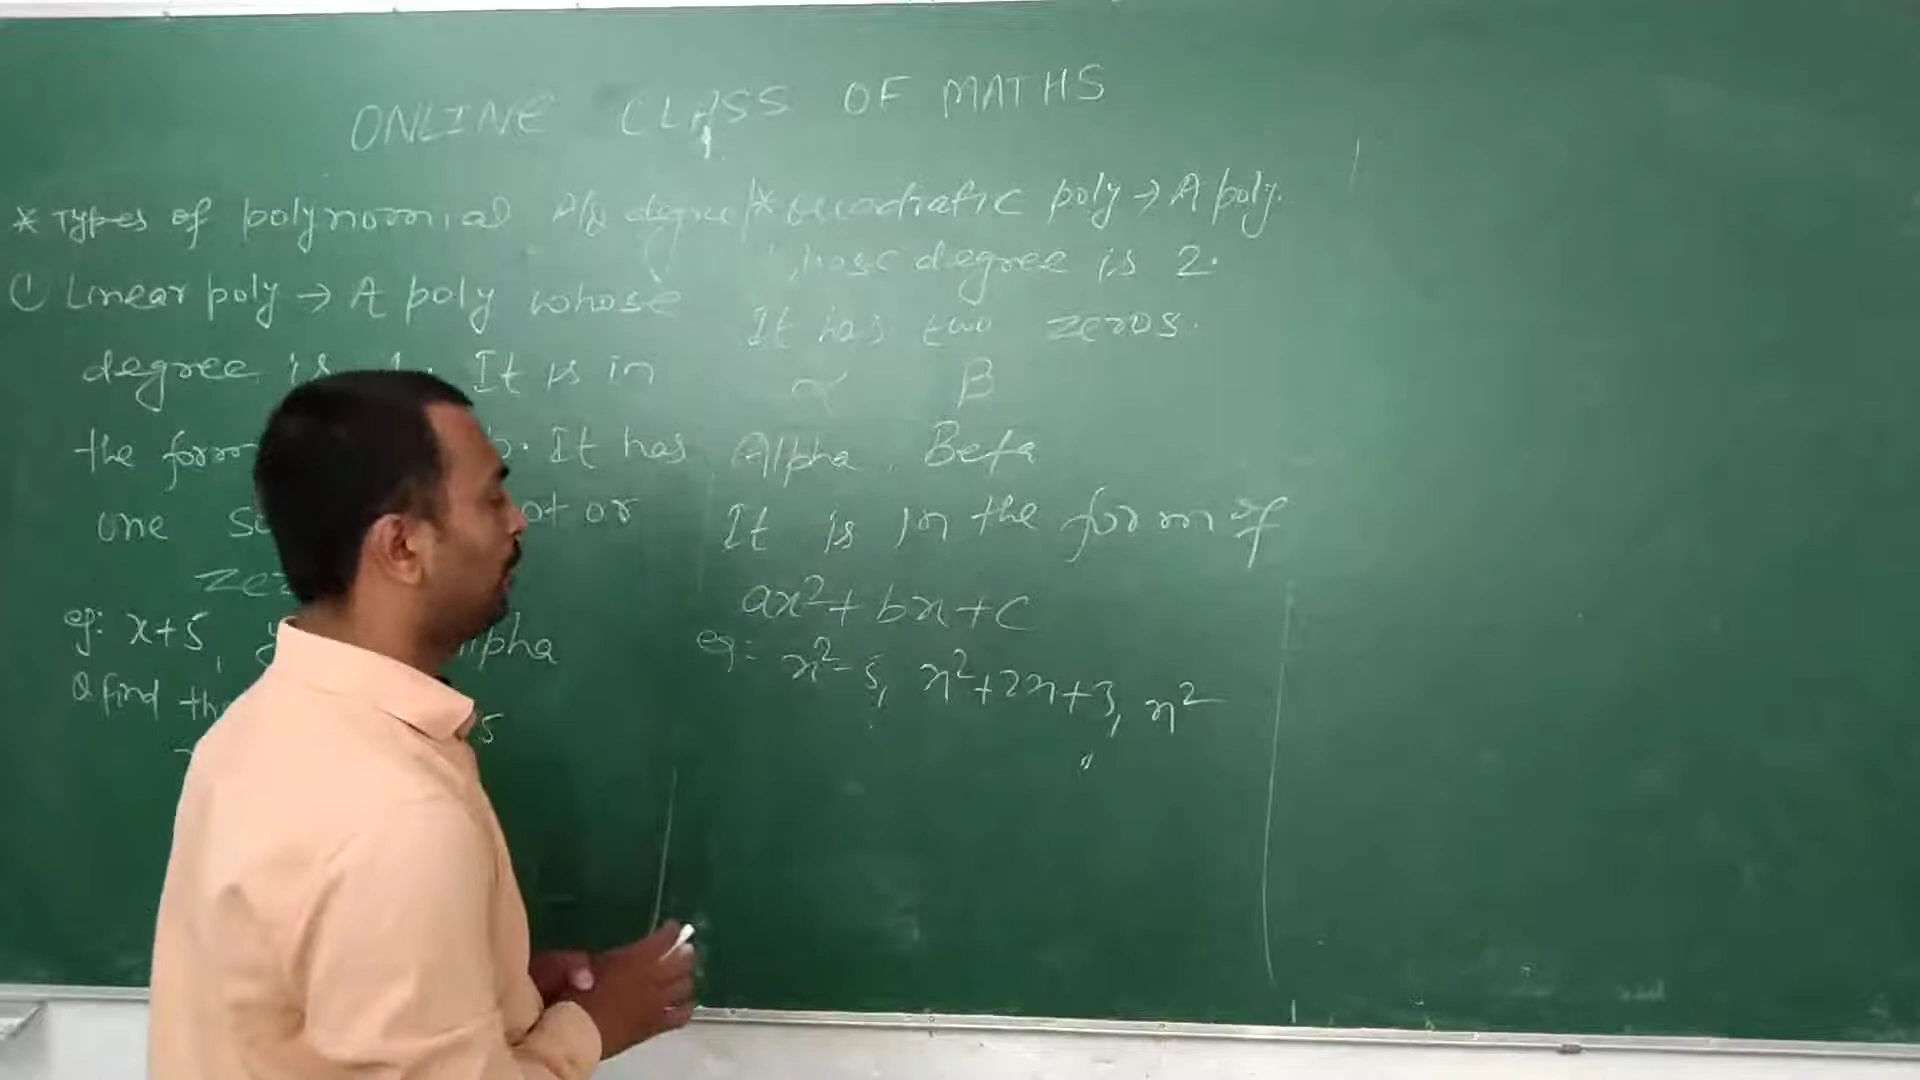 ONLINE CLASS OF MATHS
* Types of polynomial A/Q degree
① Linear poly → A poly whose
degree is 1. It is in
the form b. It has
one ot or
eg: x+5, alpha
Q find the 5
* Quadratic poly → A poly.
whose degree is 2.
It has two zeros.
α β
Alpha, Beta
It is in the form of
ax²+bx+c
eg:- x²-5, x²+2x+3, x²